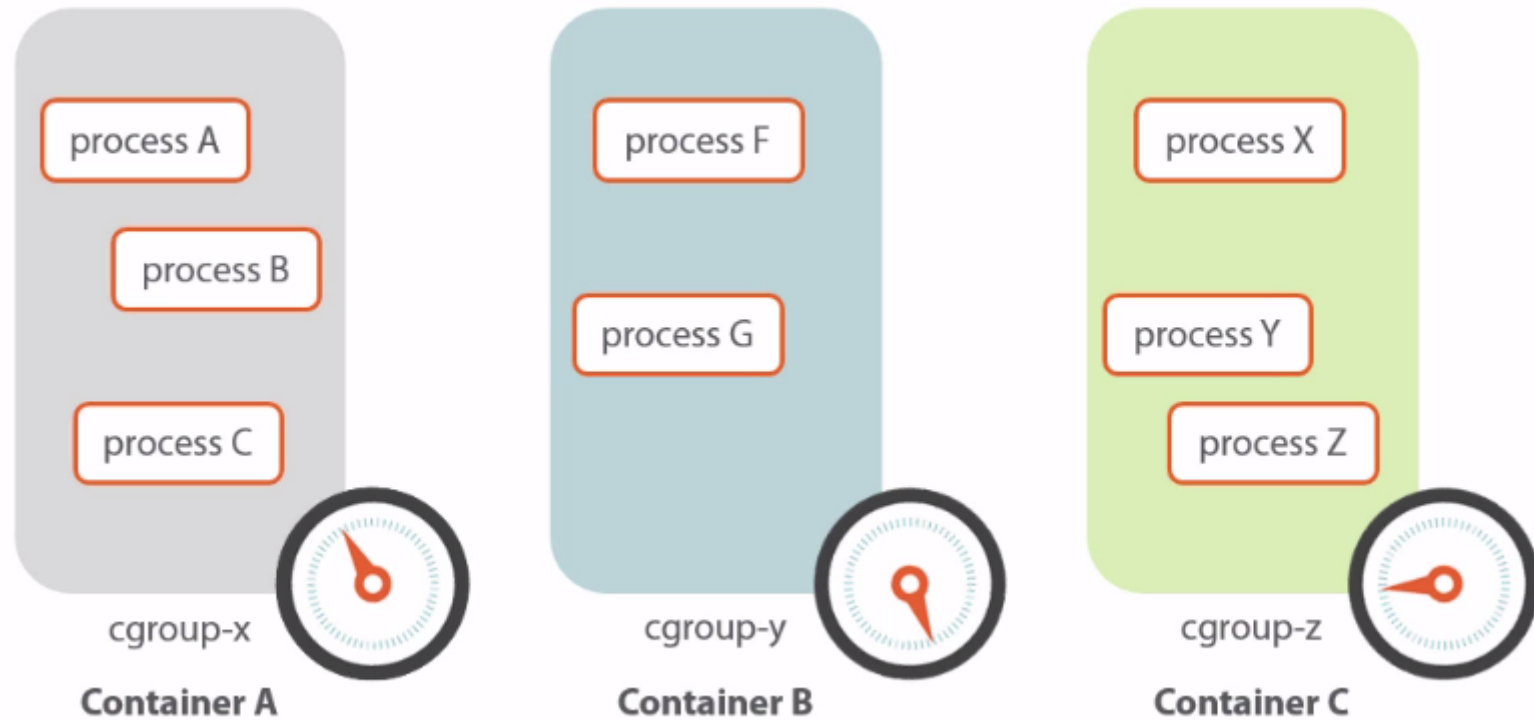 process A
process B
process C
cgroup-x
Container A
process F
process G
cgroup-y
Container B
process X
process Y
process Z
cgroup-z
Container C